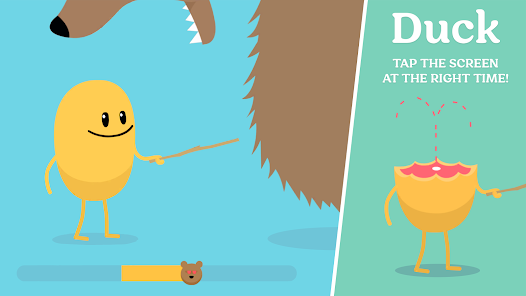 Duck
TAP THE SCREEN
AT THE RIGHT TIME!